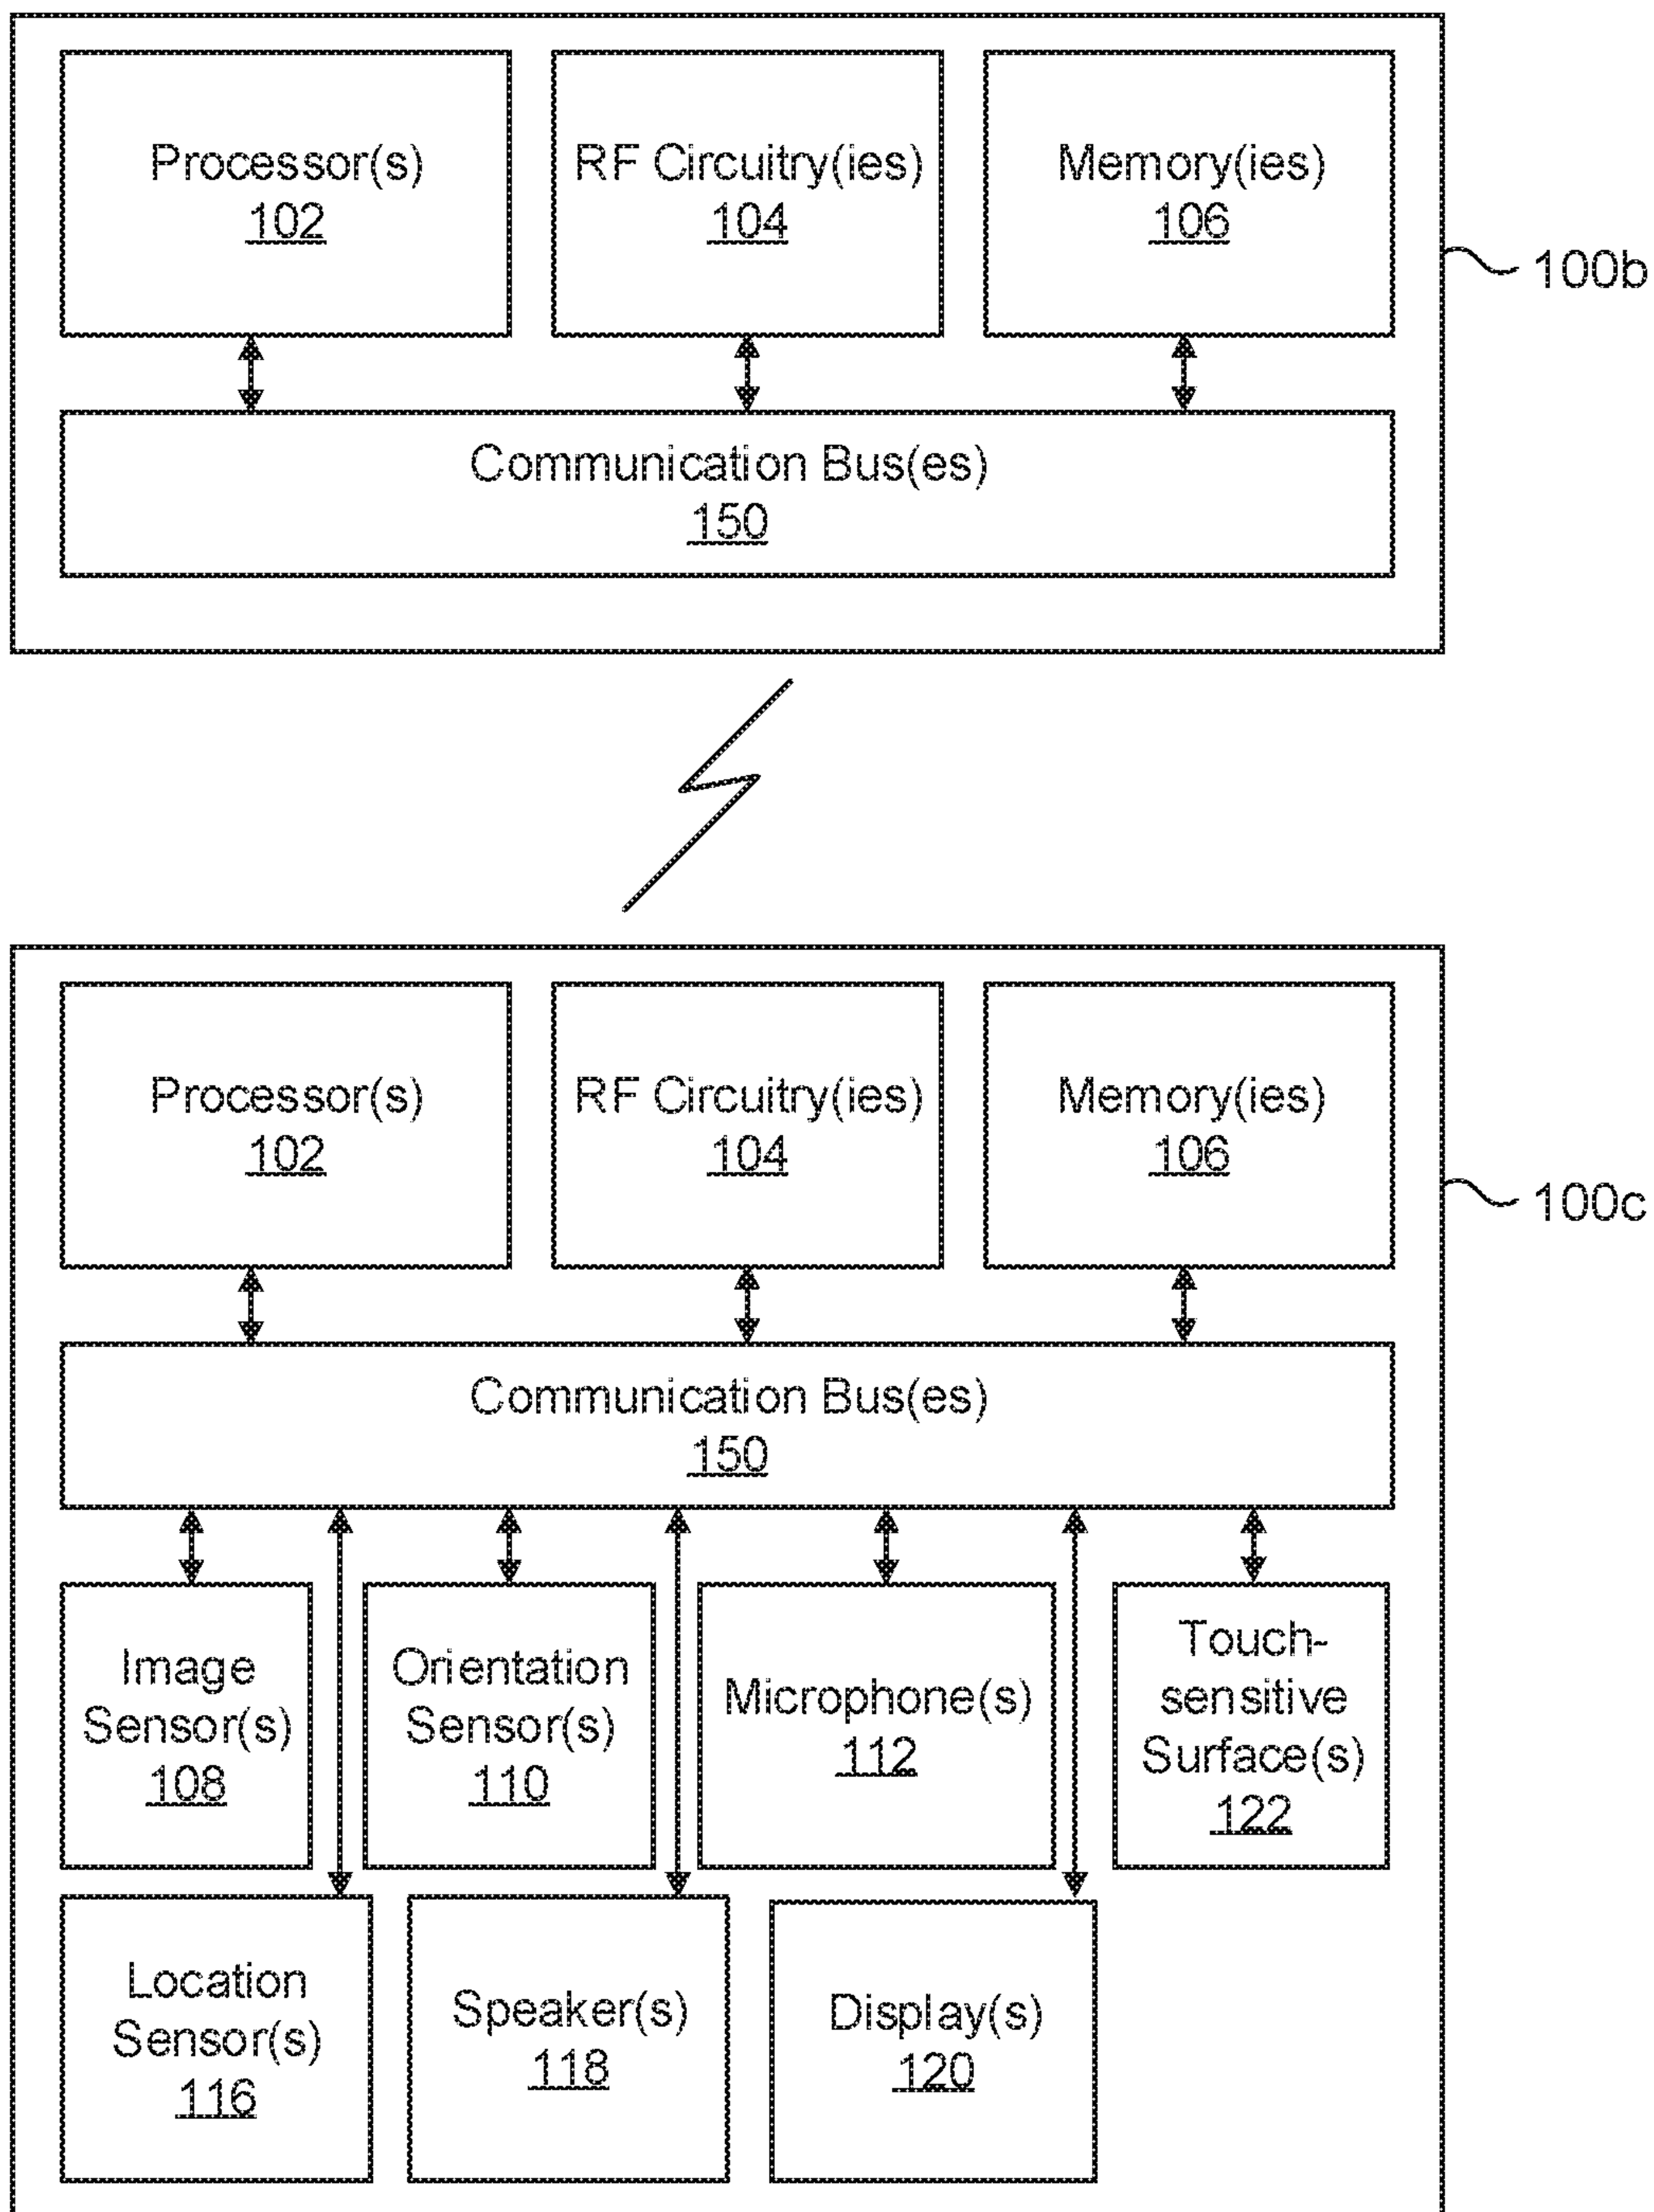 Processor(s)
102
RF Circuitry(ies)
104
Memory(ies)
106
100b
Communication Bus(es)
150
Processor(s)
102
RF Circuitry(ies)
104
Memory(ies)
106
100c
Communication Bus(es)
150
Image
Sensor(s)
108
Orientation
Sensor(s)
110
Microphone(s)
112
Touch-
sensitive
Surface(s)
122
Location
Sensor(s)
116
Speaker(s)
118
Display(s)
120